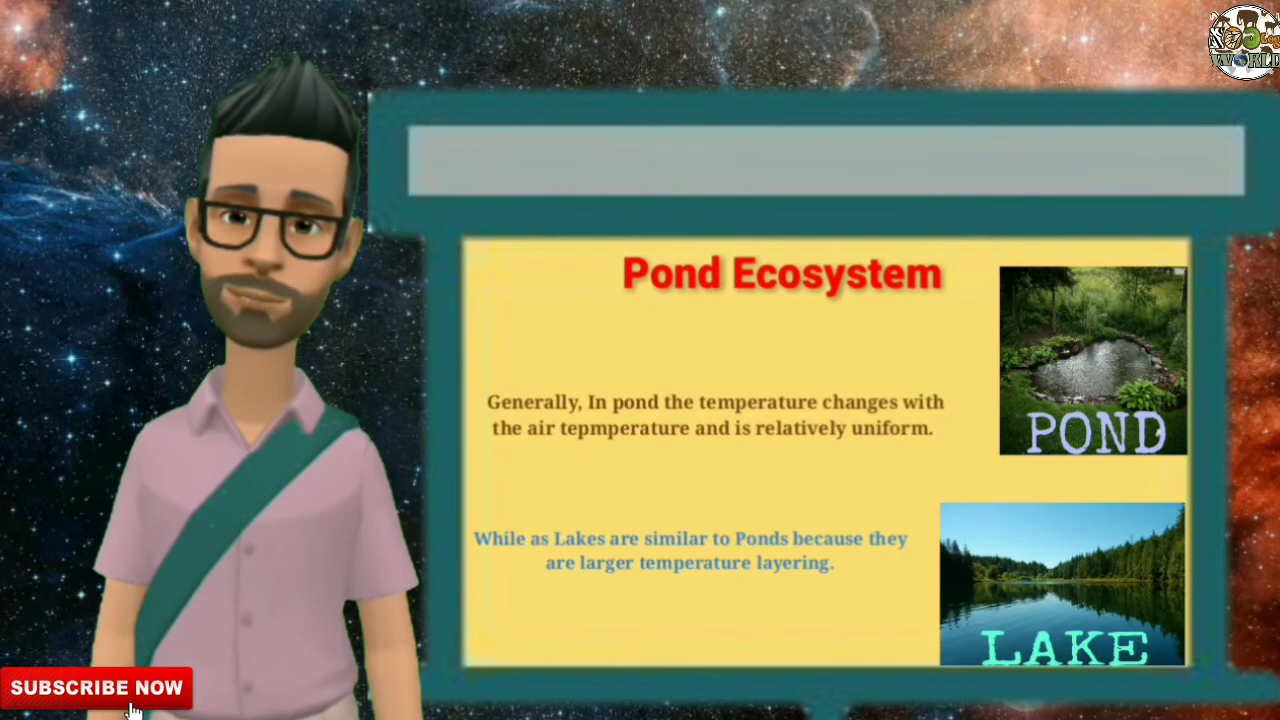 WORLD
Pond Ecosystem
Generally, In pond the temperature changes with
the air tepmperature and is relatively uniform.
POND
While as Lakes are similar to Ponds because they
are larger temperature layering.
LAKE
SUBSCRIBE NOW